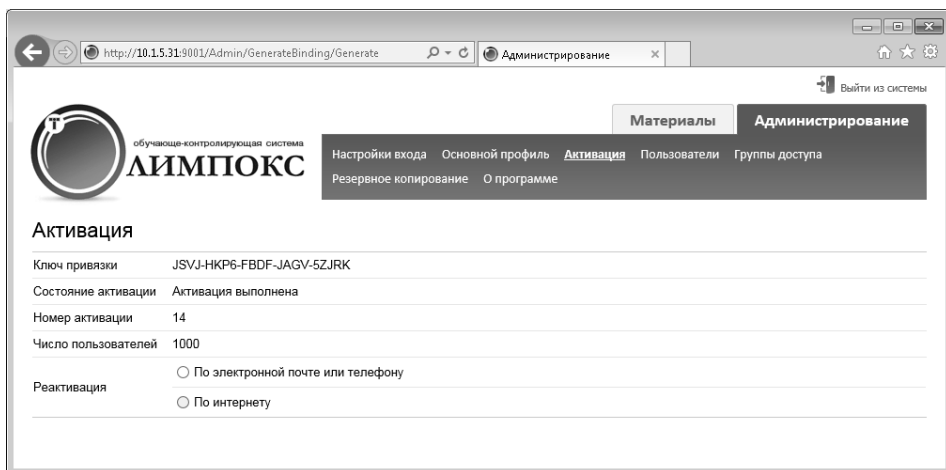 http://10.1.5.31:9001/Admin/GenerateBinding/Generate
Администрирование
Выйти из системы
Материалы
Администрирование
Т
обучающе-контролирующая система
ЛИМПОКС
Настройки входа Основной профиль Активация Пользователи Группы доступа
Резервное копирование О программе
Активация
Ключ привязки JSVJ-HKP6-FBDF-JAGV-5ZJRK
Состояние активации Активация выполнена
Номер активации 14
Число пользователей 1000
Реактивация
По электронной почте или телефону
По интернету